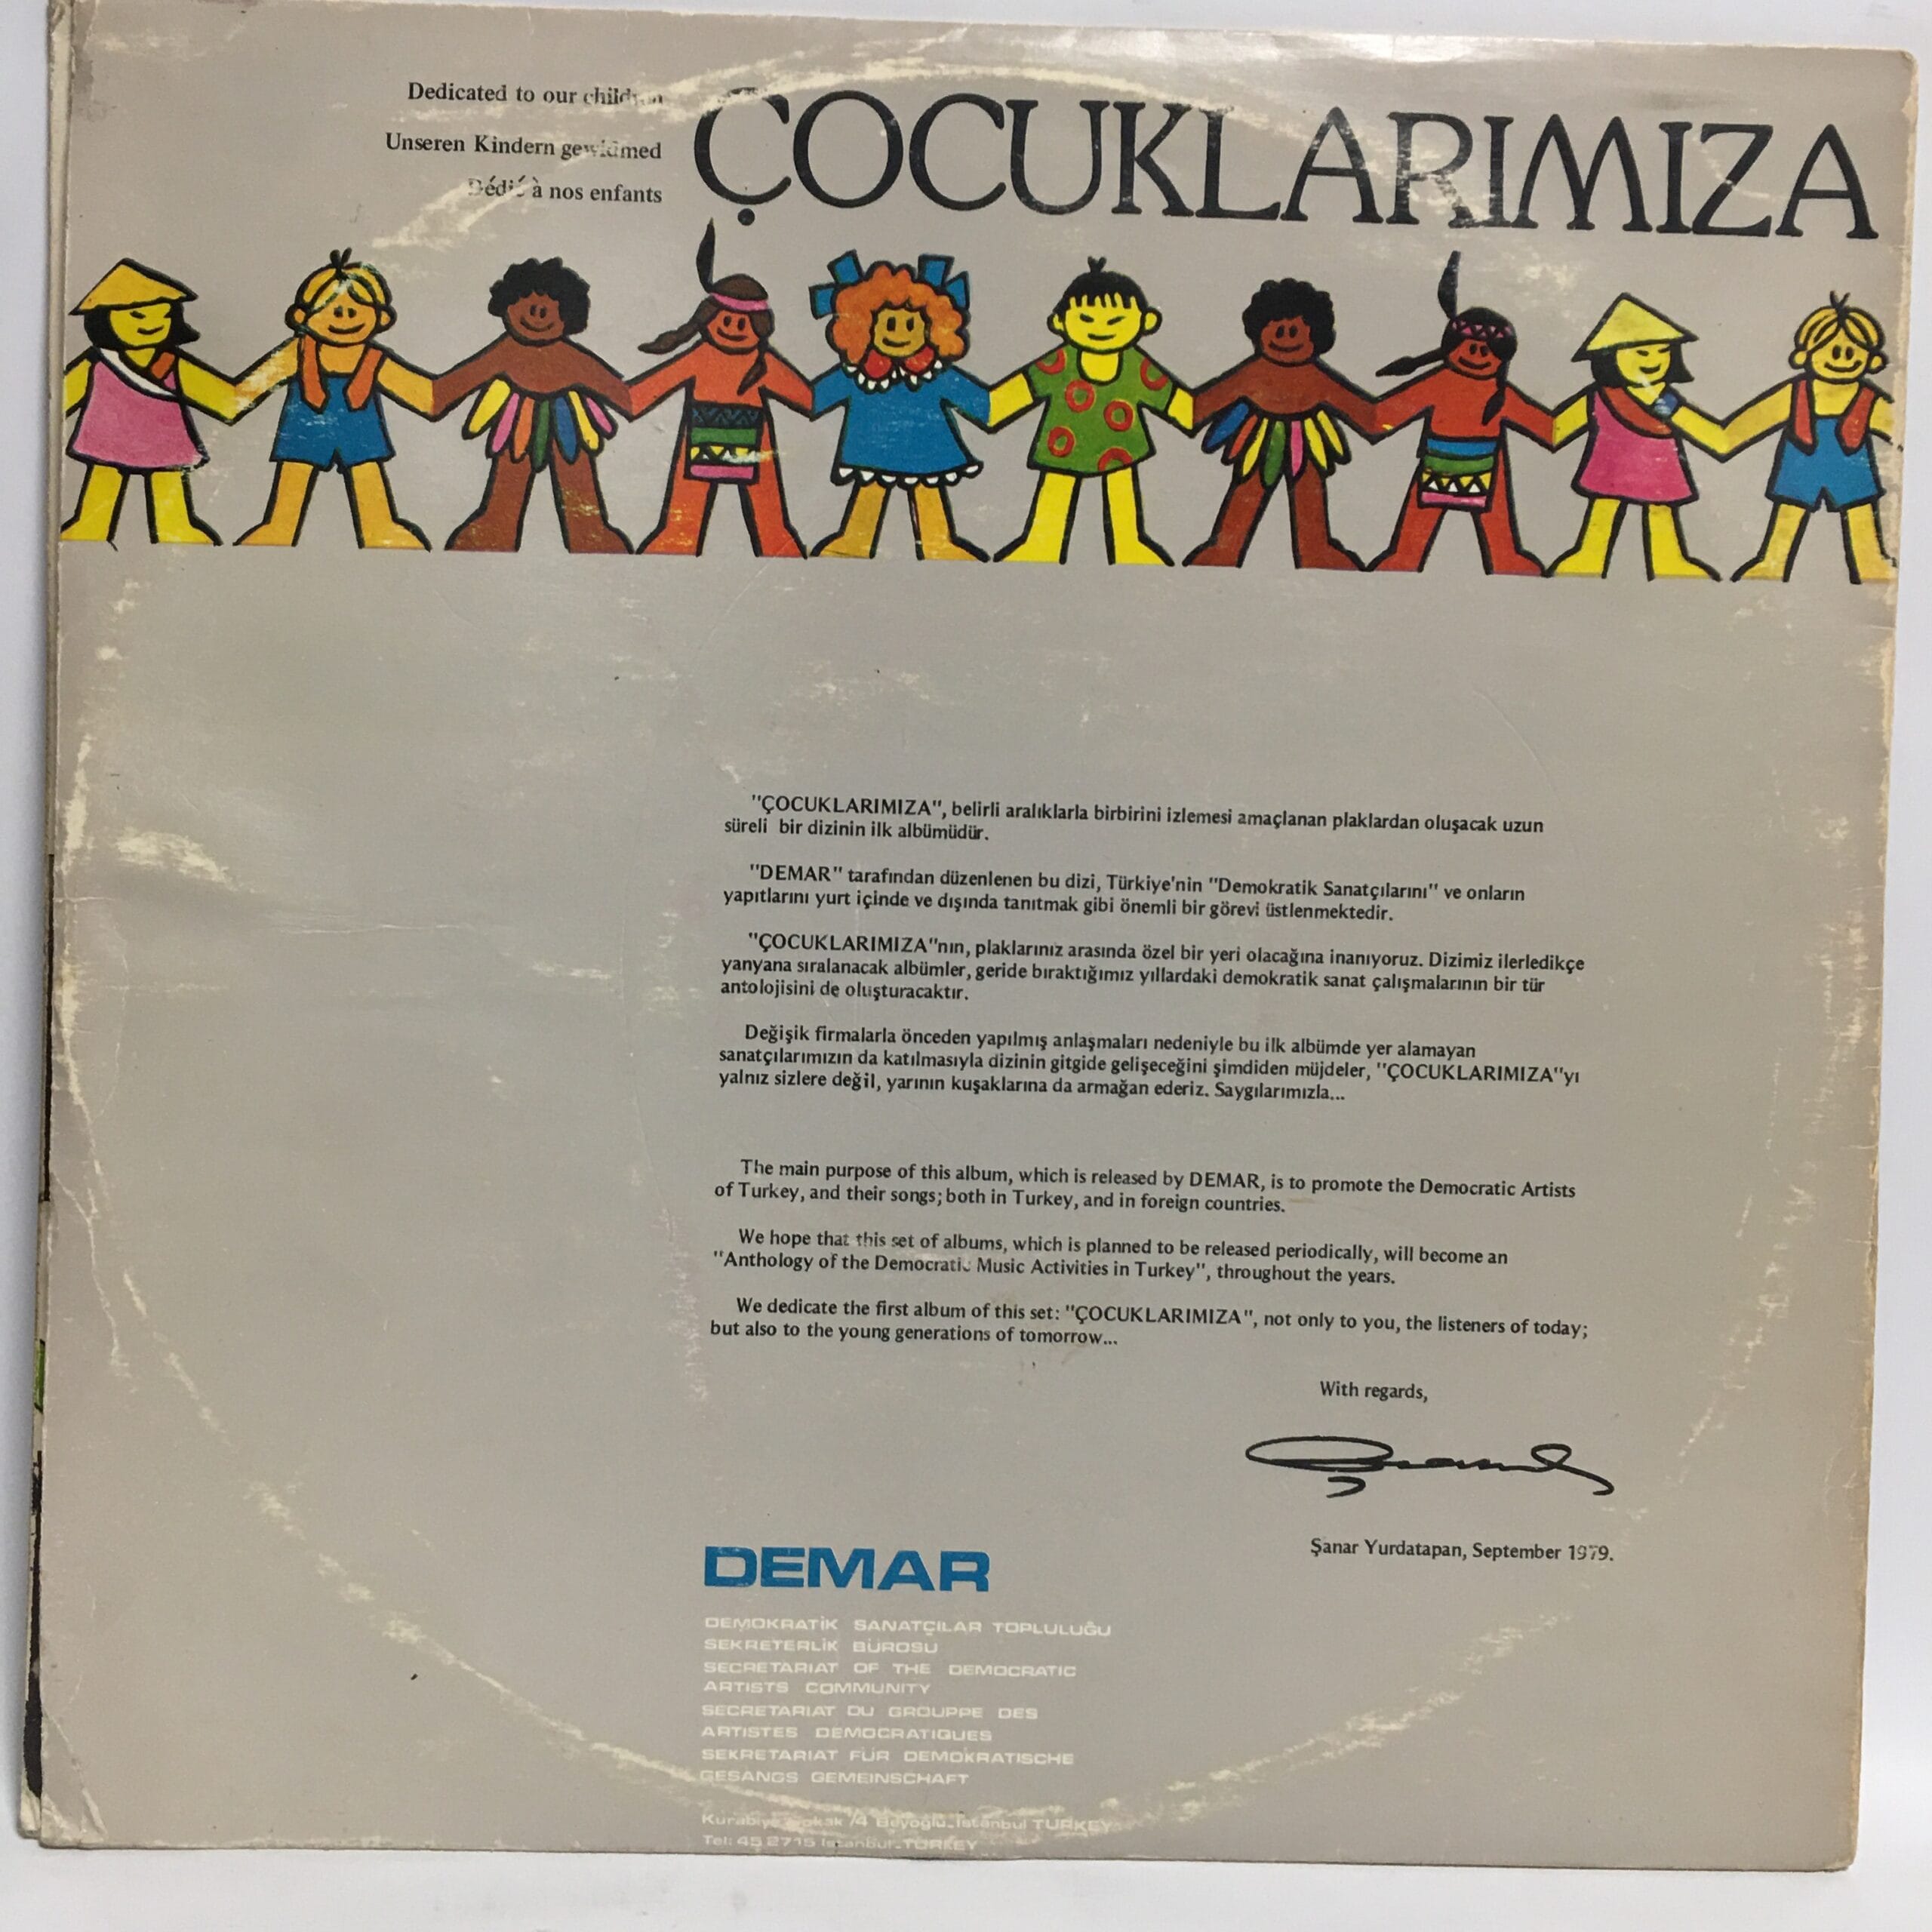 Dedicated to our children
Unseren Kindern gewidmed
Dédié à nos enfants
ÇOCUKLARIMIZA
"ÇOCUKLARIMIZA", belirli aralıklarla birbirini izlemesi amaçlanan plaklardan oluşacak uzun
süreli bir dizinin ilk albümüdür.
"DEMAR" tarafından düzenlenen bu dizi, Türkiye'nin "Demokratik Sanatçılarını" ve onların
yapıtlarını yurt içinde ve dışında tanıtmak gibi önemli bir görevi üstlenmektedir.
"ÇOCUKLARIMIZA"nın, plaklarınız arasında özel bir yeri olacağına inanıyoruz. Dizimiz ilerledikçe
yanyana sıralanacak albümler, geride bıraktığımız yıllardaki demokratik sanat çalışmalarının bir tür
antolojisini de oluşturacaktır.
Değişik firmalarla önceden yapılmış anlaşmaları nedeniyle bu ilk albümde yer alamayan
sanatçılarımızın da katılmasıyla dizinin gitgide gelişeceğini şimdiden müjdeler, "ÇOCUKLARIMIZA"yı
yalnız sizlere değil, yarının kuşaklarına da armağan ederiz. Saygılarımızla...
The main purpose of this album, which is released by DEMAR, is to promote the Democratic Artists
of Turkey, and their songs; both in Turkey, and in foreign countries.
We hope that this set of albums, which is planned to be released periodically, will become an
"Anthology of the Democratic Music Activities in Turkey", throughout the years.
We dedicate the first album of this set: "ÇOCUKLARIMIZA", not only to you, the listeners of today;
but also to the young generations of tomorrow...
With regards,
Şanar Yurdatapan, September 1979.
DEMAR
DEMOKRATİK SANATÇILAR TOPLULUĞU
SEKRETERLİK BÜROSU
SECRETARIAT OF THE DEMOCRATIC
ARTISTS COMMUNITY
SECRETARIAT DU GROUPPE DES
ARTISTES DEMOCRATIQUES
SEKRETARIAT FÜR DEMOKRATISCHE
GESANGS GEMEINSCHAFT
Kurabiye Sokak /4 Beyoğlu-İstanbul TURKEY
Tel: 45 2715 Istanbul-TURKEY